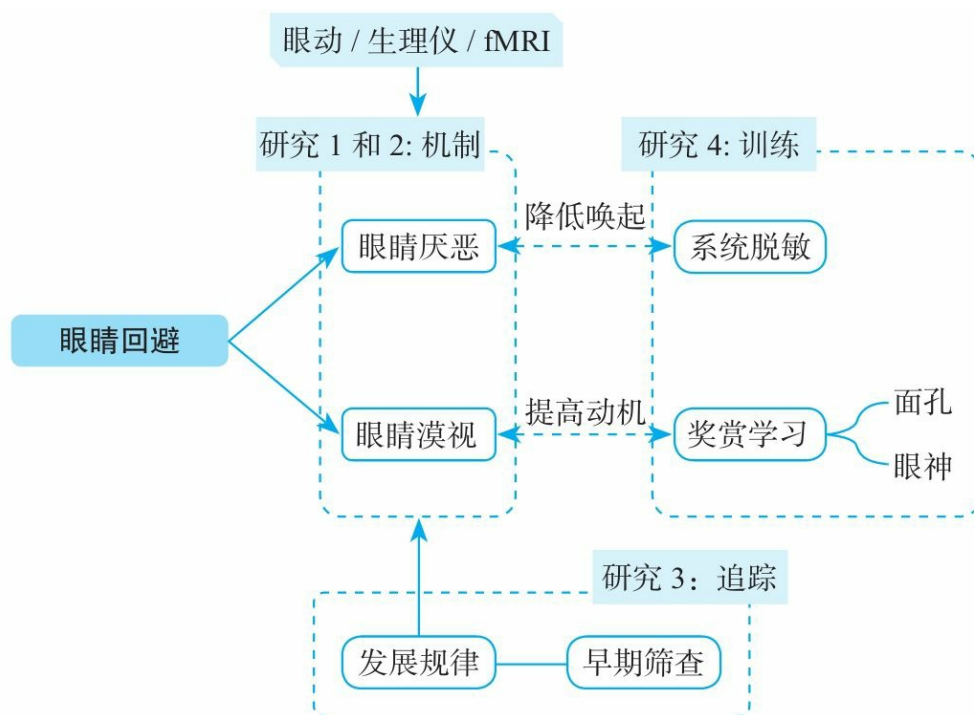 眼动 / 生理仪 / fMRI
研究 1 和 2: 机制
研究 4: 训练
降低唤起
眼睛厌恶
系统脱敏
眼睛回避
提高动机
眼睛漠视
奖赏学习
面孔
眼神
研究 3：追踪
发展规律
早期筛查